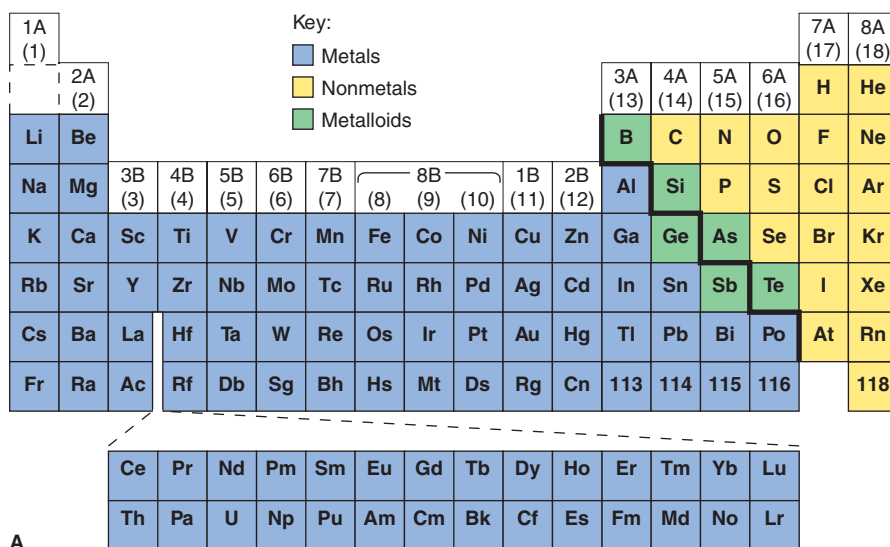 Key:
Metals
Nonmetals
Metalloids
1A
(1)
7A
(17)
8A
(18)
2A
(2)
3A
(13)
4A
(14)
5A
(15)
6A
(16)
H He
Li Be B C N O F Ne
3B
(3)
4B
(4)
5B
(5)
6B
(6)
7B
(7)
8B
(8) (9) (10)
1B
(11)
2B
(12)
Na Mg Al Si P S Cl Ar
K Ca Sc Ti V Cr Mn Fe Co Ni Cu Zn Ga Ge As Se Br Kr
Rb Sr Y Zr Nb Mo Tc Ru Rh Pd Ag Cd In Sn Sb Te I Xe
Cs Ba La Hf Ta W Re Os Ir Pt Au Hg Tl Pb Bi Po At Rn
Fr Ra Ac Rf Db Sg Bh Hs Mt Ds Rg Cn 113 114 115 116 118
Ce Pr Nd Pm Sm Eu Gd Tb Dy Ho Er Tm Yb Lu
Th Pa U Np Pu Am Cm Bk Cf Es Fm Md No Lr
A